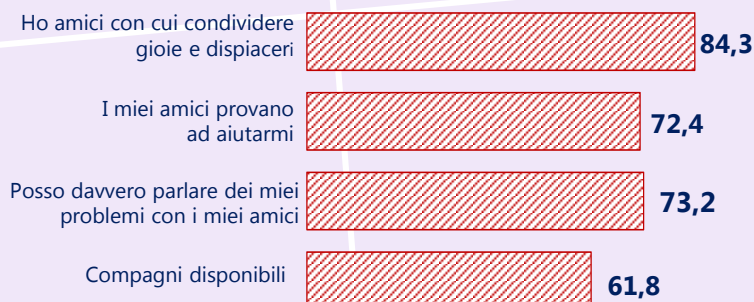 Ho amici con cui condividere
gioie e dispiaceri
84,3
I miei amici provano
ad aiutarmi
72,4
Posso davvero parlare dei miei
problemi con i miei amici
73,2
Compagni disponibili
61,8